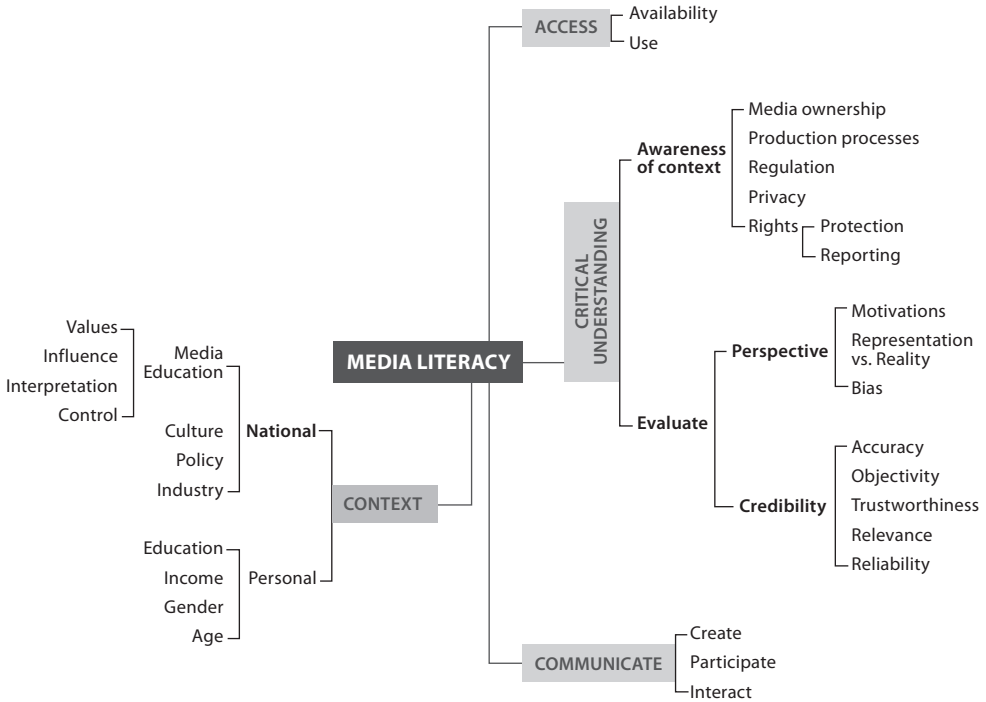 ACCESS
Availability
Use
CRITICAL
UNDERSTANDING
Awareness
of context
Media ownership
Production processes
Regulation
Privacy
Rights
Protection
Reporting
Evaluate
Perspective
Motivations
Representation
vs. Reality
Bias
Credibility
Accuracy
Objectivity
Trustworthiness
Relevance
Reliability
MEDIA LITERACY
CONTEXT
National
Media
Education
Values
Influence
Interpretation
Control
Culture
Policy
Industry
Personal
Education
Income
Gender
Age
COMMUNICATE
Create
Participate
Interact